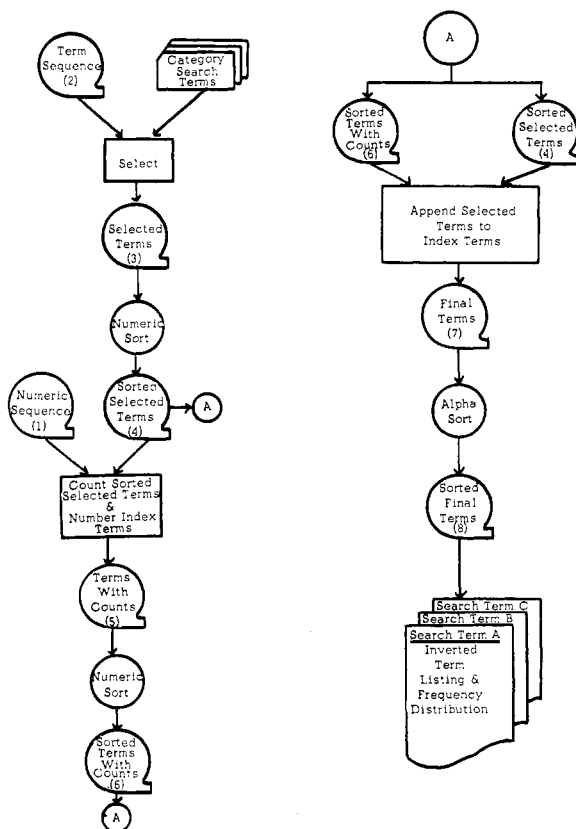 Term
Sequence
(2)
Category
Search
Terms
Select
Selected
Terms
(3)
Numeric
Sort
Numeric
Sequence
(1)
Sorted
Selected
Terms
(4)
A
Count Sorted
Selected Terms
&
Number Index
Terms
Terms
With
Counts
(5)
Numeric
Sort
Sorted
Terms
With
Counts
(6)
A
A
Sorted
Terms
With
Counts
(6)
Sorted
Selected
Terms
(4)
Append Selected
Terms to
Index Terms
Final
Terms
(7)
Alpha
Sort
Sorted
Final
Terms
(8)
Search Term C
Search Term B
Search Term A
Inverted
Term
Listing &
Frequency
Distribution